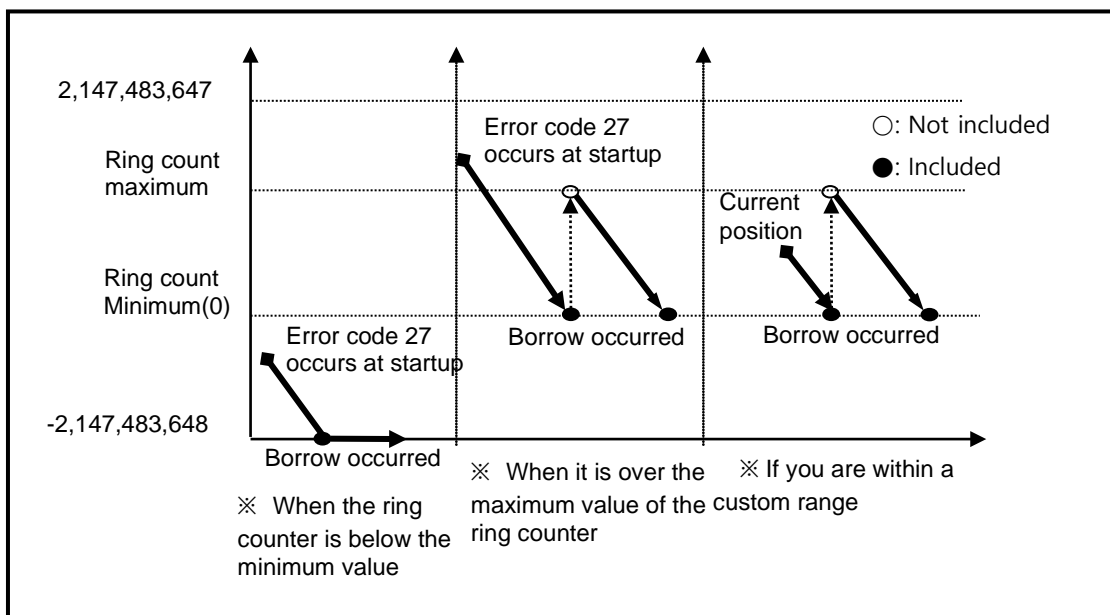 2,147,483,647
Ring count
maximum
Ring count
Minimum(0)
-2,147,483,648
Error code 27
occurs at startup
Borrow occurred
※ When the ring
counter is below the
minimum value
Error code 27
occurs at startup
Borrow occurred
※ When it is over the
maximum value of the
ring counter
○: Not included
●: Included
Current
position
Borrow occurred
※ If you are within a
custom range